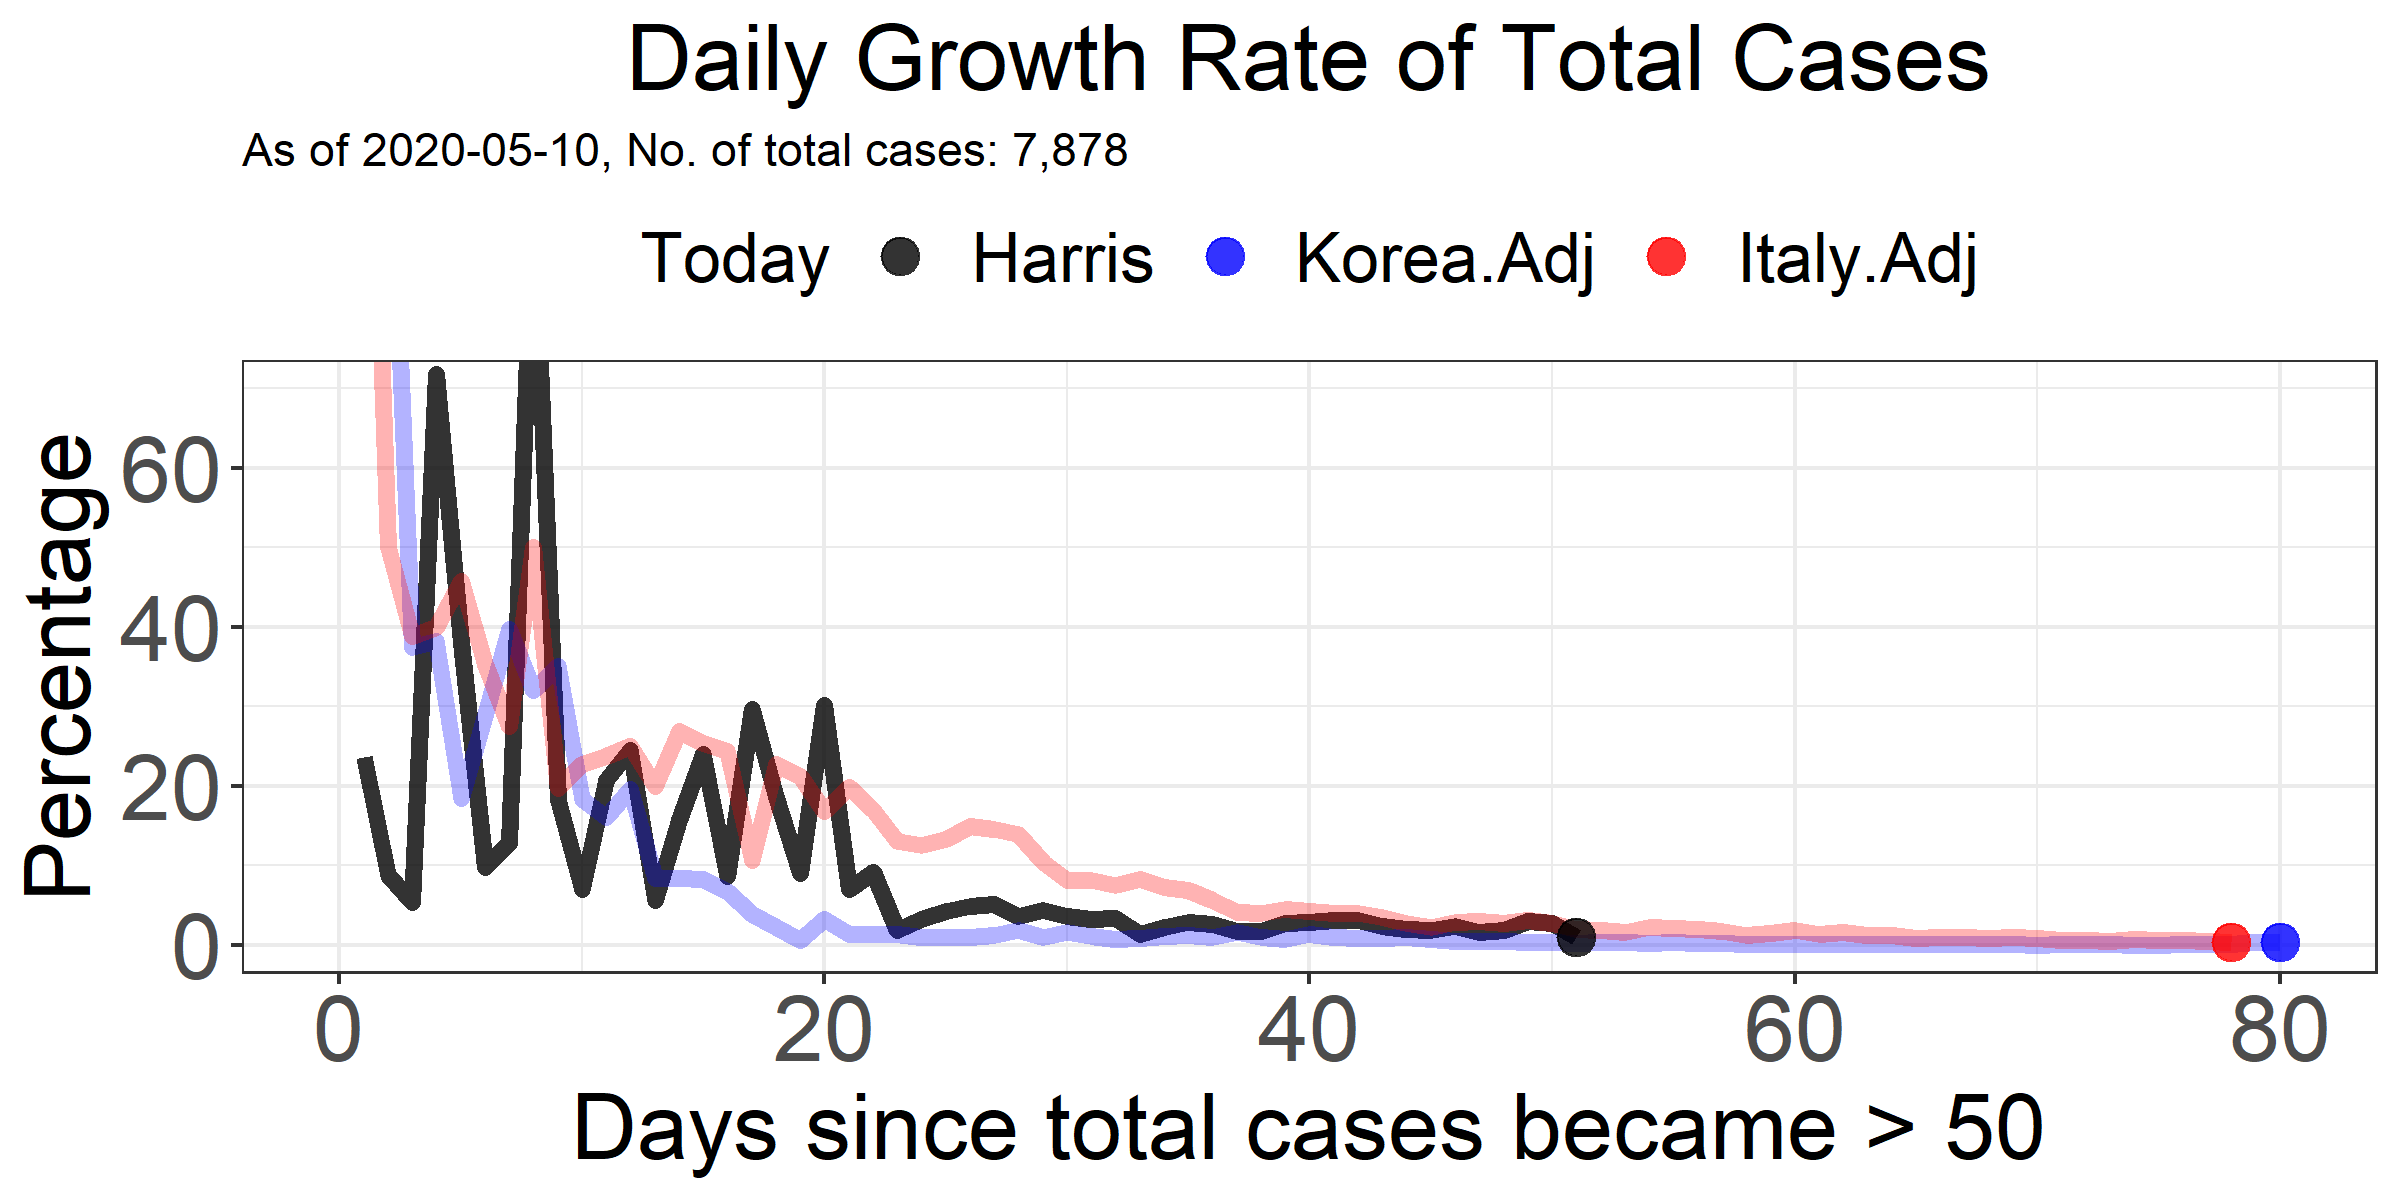 Daily Growth Rate of Total Cases
As of 2020-05-10, No. of total cases: 7,878
Today Harris Korea.Adj Italy.Adj
Percentage
60
40
20
0
0 20 40 60 80
Days since total cases became > 50